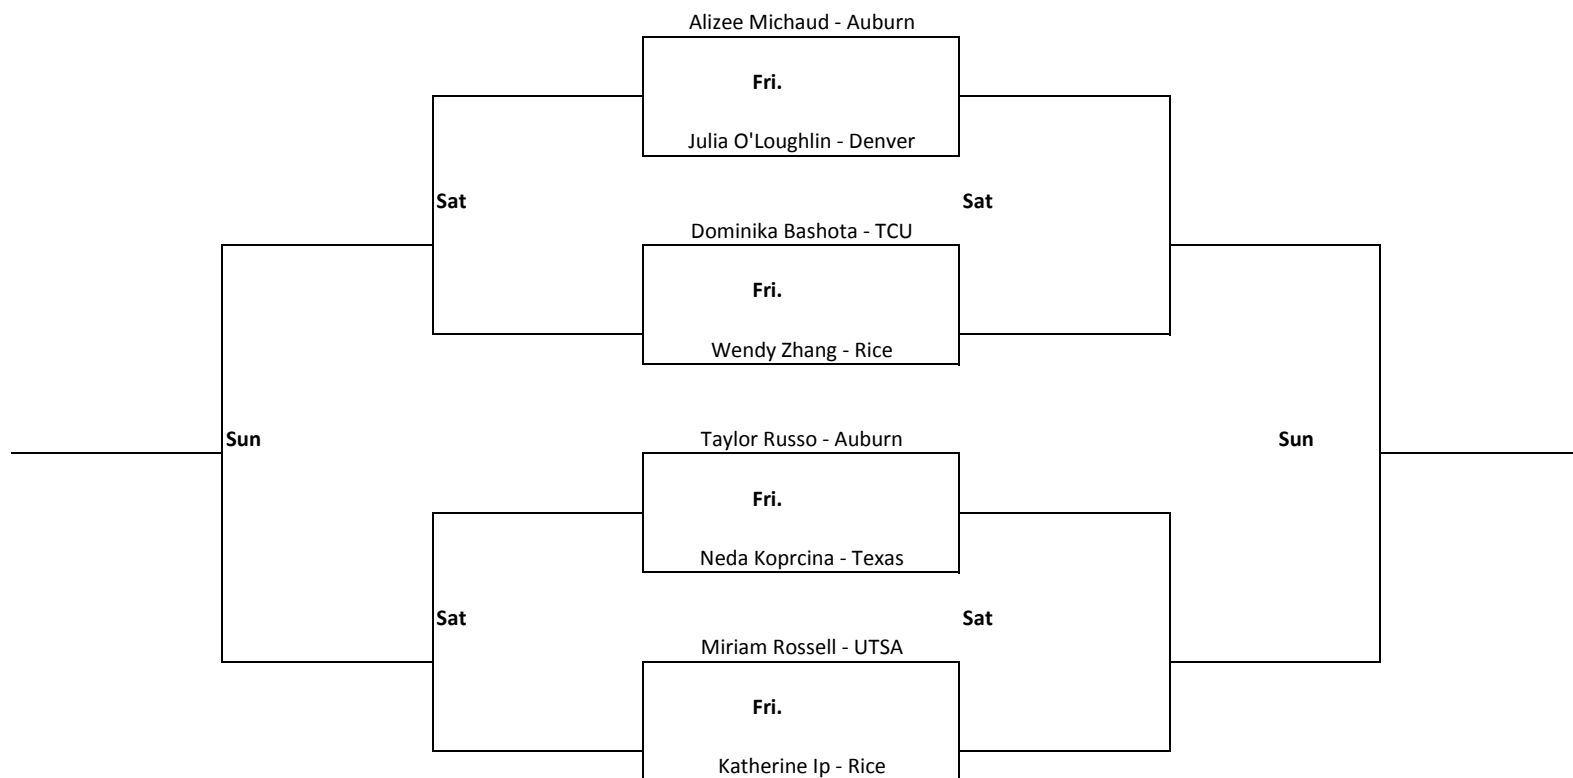 Alizee Michaud - Auburn
Fri.
Julia O'Loughlin - Denver
Sat
Sat
Dominika Bashota - TCU
Fri.
Wendy Zhang - Rice
Sun
Taylor Russo - Auburn
Sun
Fri.
Neda Koprcina - Texas
Sat
Sat
Miriam Rossell - UTSA
Fri.
Katherine Ip - Rice